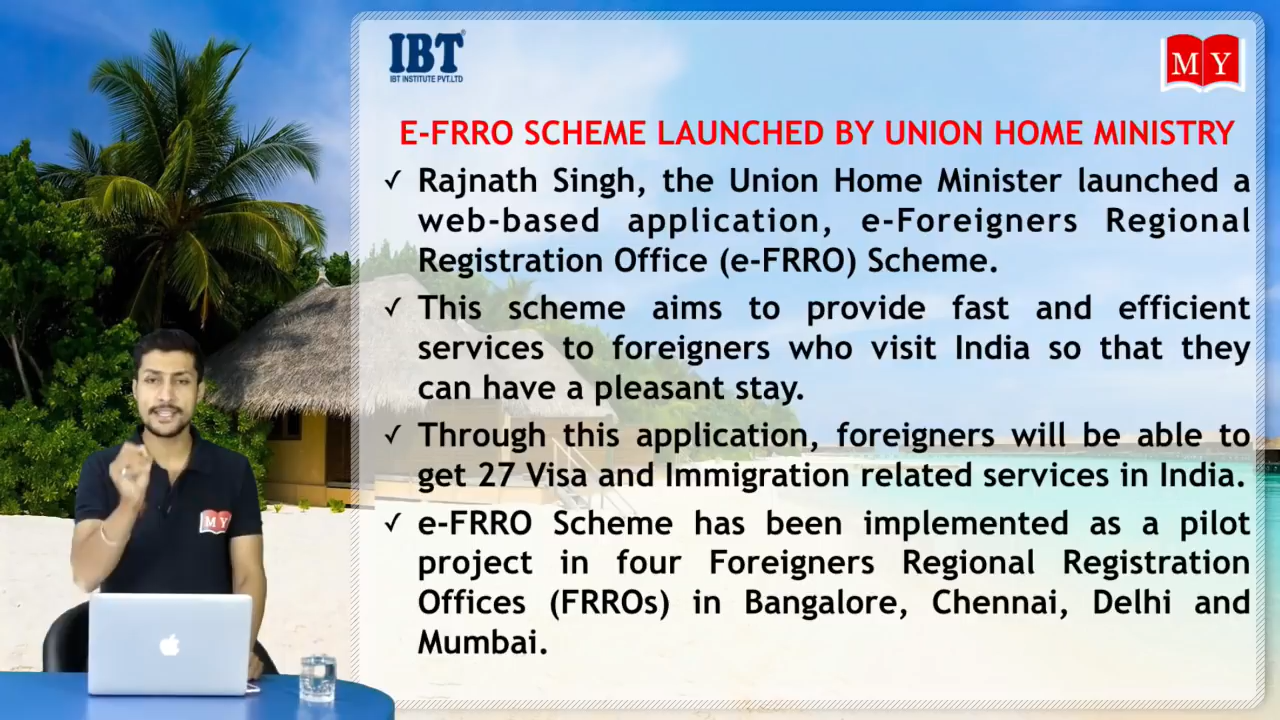 IBT
IBT INSTITUTE PVT.LTD
M Y
E-FRRO SCHEME LAUNCHED BY UNION HOME MINISTRY
✓ Rajnath Singh, the Union Home Minister launched a
web-based application, e-Foreigners Regional
Registration Office (e-FRRO) Scheme.
✓ This scheme aims to provide fast and efficient
services to foreigners who visit India so that they
can have a pleasant stay.
✓ Through this application, foreigners will be able to
get 27 Visa and Immigration related services in India.
✓ e-FRRO Scheme has been implemented as a pilot
project in four Foreigners Regional Registration
Offices (FRROs) in Bangalore, Chennai, Delhi and
Mumbai.
M Y